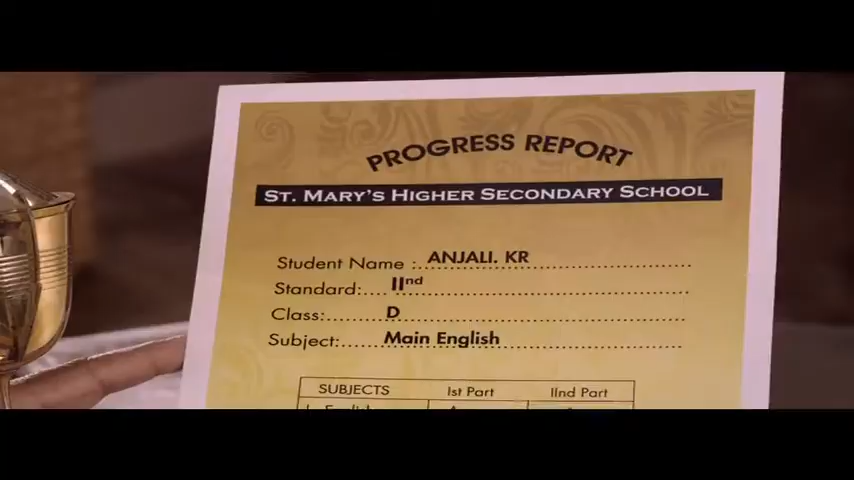 PROGRESS REPORT
ST. MARY'S HIGHER SECONDARY SCHOOL
Student Name : ANJALI. KR
Standard:.... IInd
Class:....... D
Subject:...... Main English
SUBJECTS Ist Part IInd Part